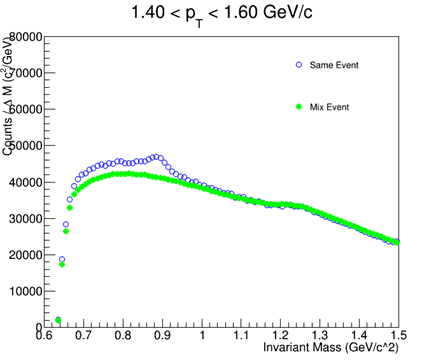 1.40 < p_T < 1.60 GeV/c
Counts / Δ M (c²/GeV)
80000
70000
60000
50000
40000
30000
20000
10000
0
Same Event
Mix Event
0.6 0.7 0.8 0.9 1 1.1 1.2 1.3 1.4 1.5
Invariant Mass (GeV/c^2)